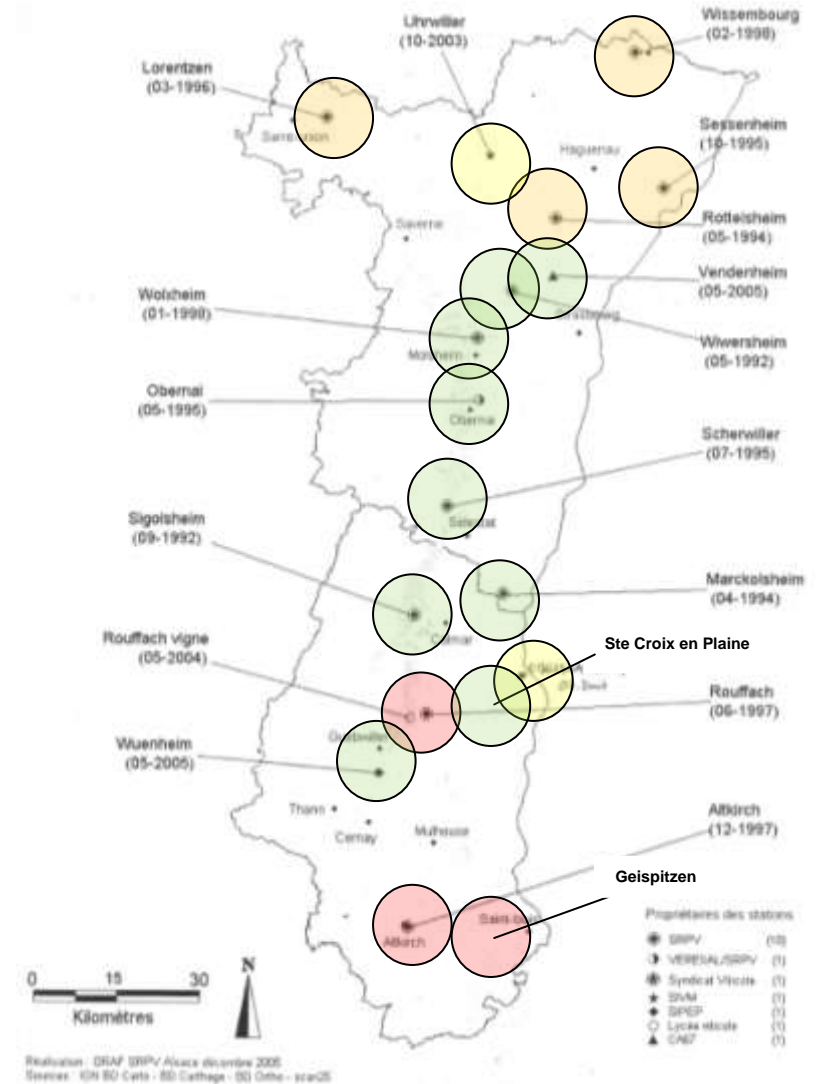 Uhrwiller
(10-2003)
Wissembourg
(02-1998)
Lorentzen
(03-1996)
Sarre-Union
Sessenheim
(10-1995)
Haguenau
Saverne
Rottelsheim
(05-1994)
Vendenheim
(05-2005)
Wolxheim
(01-1998)
Strasbourg
Molsheim
Wiwersheim
(05-1992)
Obernai
(05-1995)
Obernai
Scherwiller
(07-1995)
Sélestat
Sigolsheim
(09-1992)
Marckolsheim
(04-1994)
Colmar
Ste Croix en Plaine
Rouffach vigne
(05-2004)
Rouffach
(06-1997)
Guebwiller
Wuenheim
(05-2005)
Thann
Cernay
Mulhouse
Altkirch
(12-1997)
Geispitzen
Altkirch
Propriétaires des stations
SRPV (10)
VEREXAL/SRPV (1)
Syndicat Viticole (1)
SIVM (1)
SIPEP (1)
Lycée viticole (1)
CA67 (1)
0 15 30
Kilomètres
N
Réalisation : DRAF SRPV Alsace décembre 2005
Sources : IGN BD Carto - BD Carthage - BD Ortho - scan25